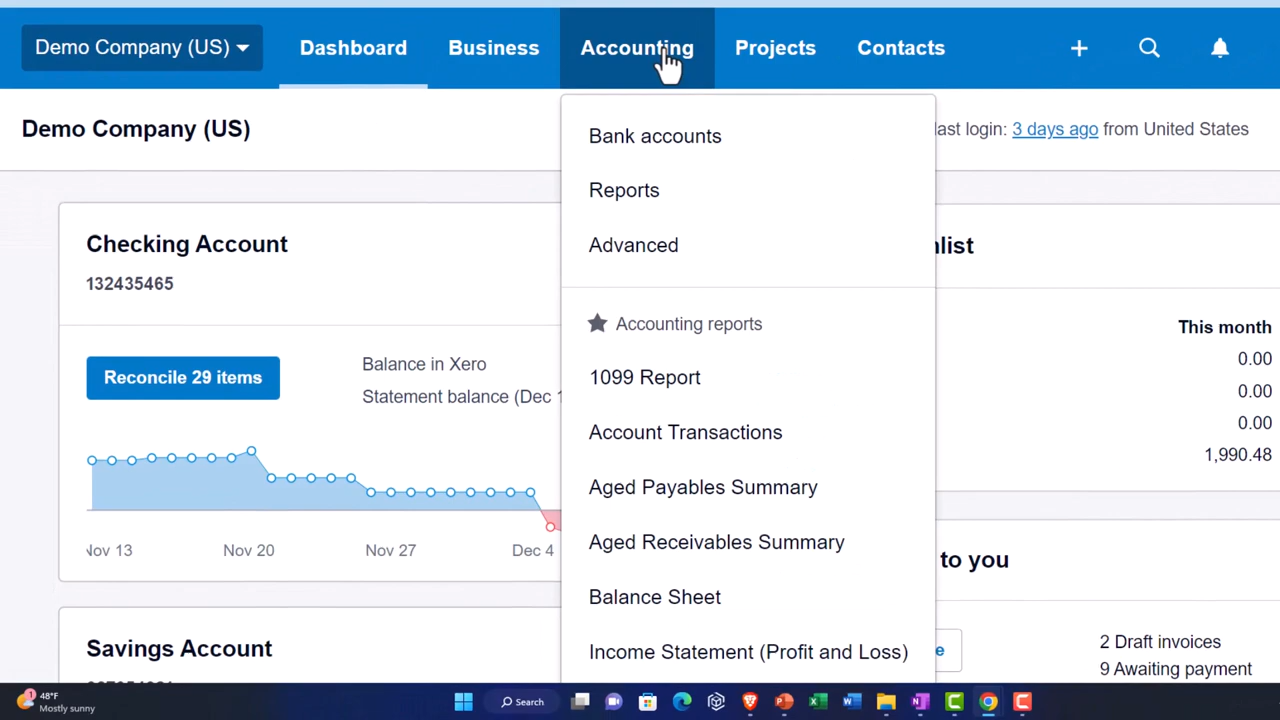 Demo Company (US)
Dashboard
Business
Accounting
Projects
Contacts
Demo Company (US)
last login: 3 days ago from United States
Bank accounts
Reports
Advanced
Accounting reports
1099 Report
Account Transactions
Aged Payables Summary
Aged Receivables Summary
Balance Sheet
Income Statement (Profit and Loss)
Checking Account
132435465
Reconcile 29 items
Balance in Xero
Statement balance (Dec 1
Nov 13
Nov 20
Nov 27
Dec 4
Savings Account
This month
0.00
0.00
0.00
1,990.48
to you
2 Draft invoices
9 Awaiting payment
1
48°F
Mostly sunny
Search